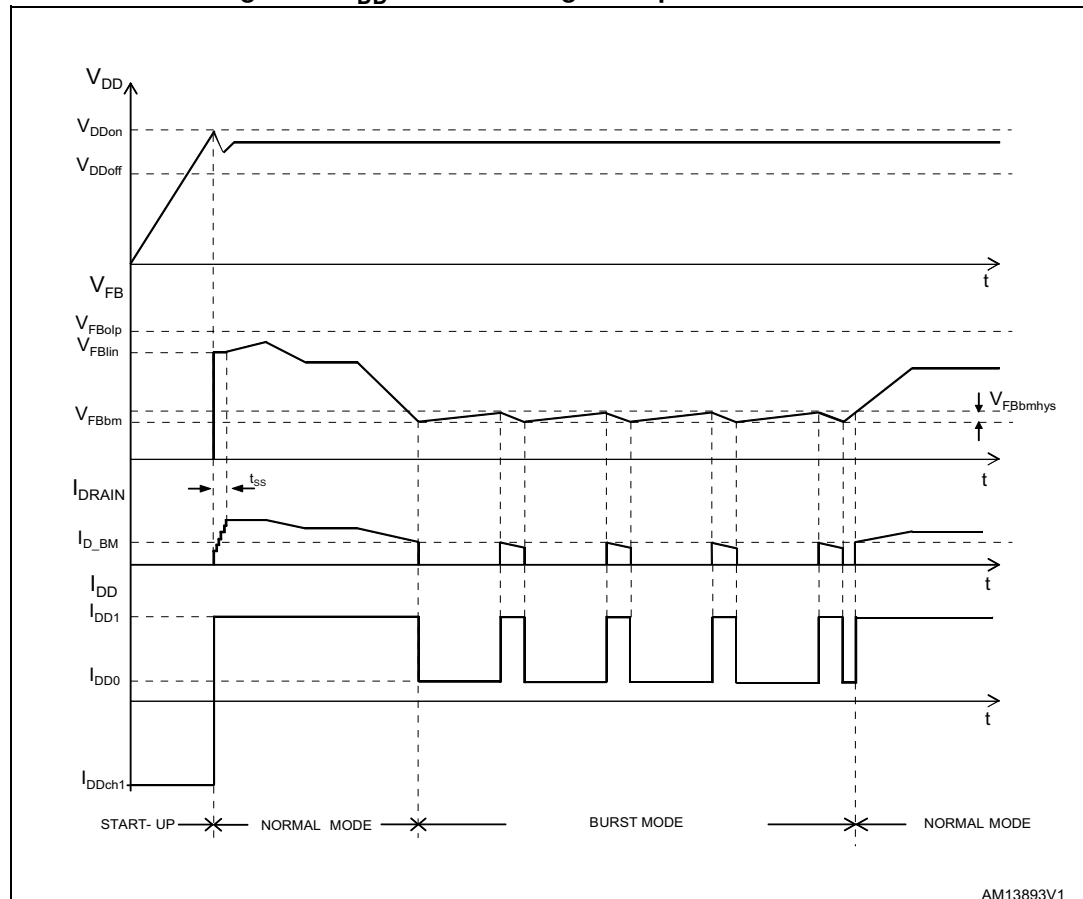 V_DD
V_DDon
V_DDoff
t
V_FB
V_FBolp
V_FBlin
V_FBbm
V_FBbmhys
t
I_DRAIN
t_ss
I_D_BM
t
I_DD
I_DD1
I_DD0
t
I_DDch1
START- UP NORMAL MODE BURST MODE NORMAL MODE
AM13893V1